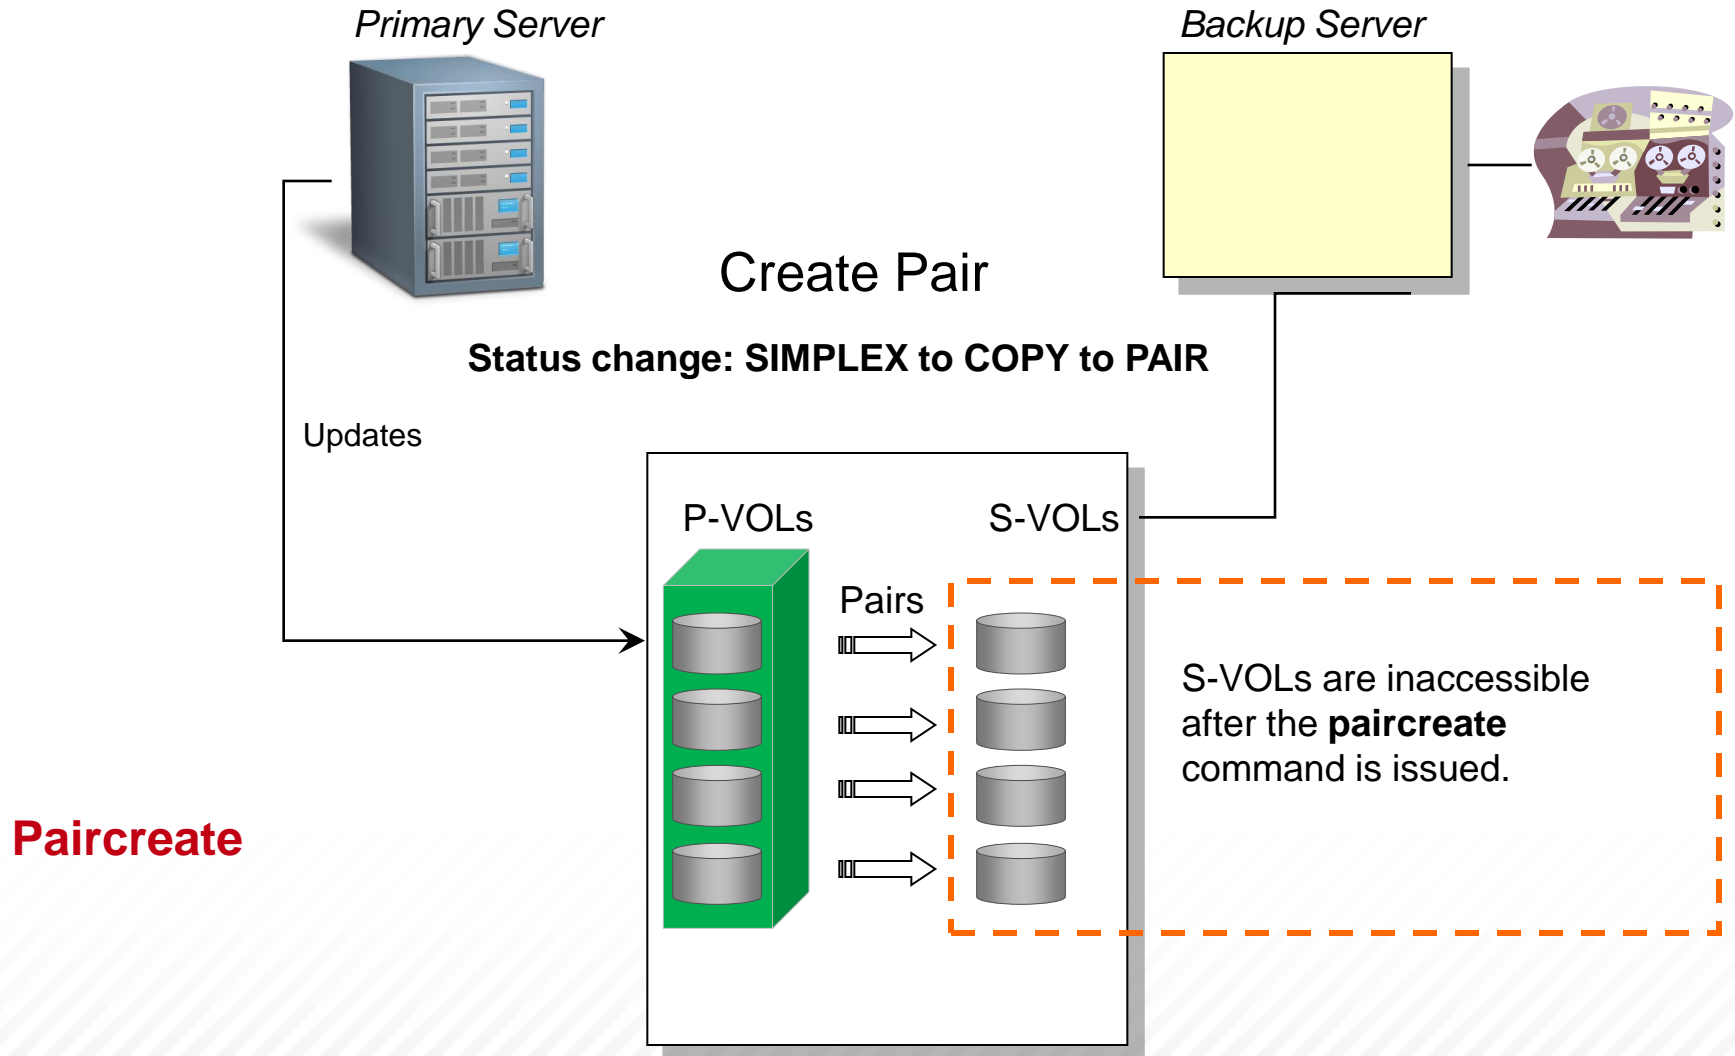 Primary Server
Backup Server
Create Pair
Status change: SIMPLEX to COPY to PAIR
Updates
P-VOLs
S-VOLs
Pairs
S-VOLs are inaccessible
after the paircreate
command is issued.
Paircreate